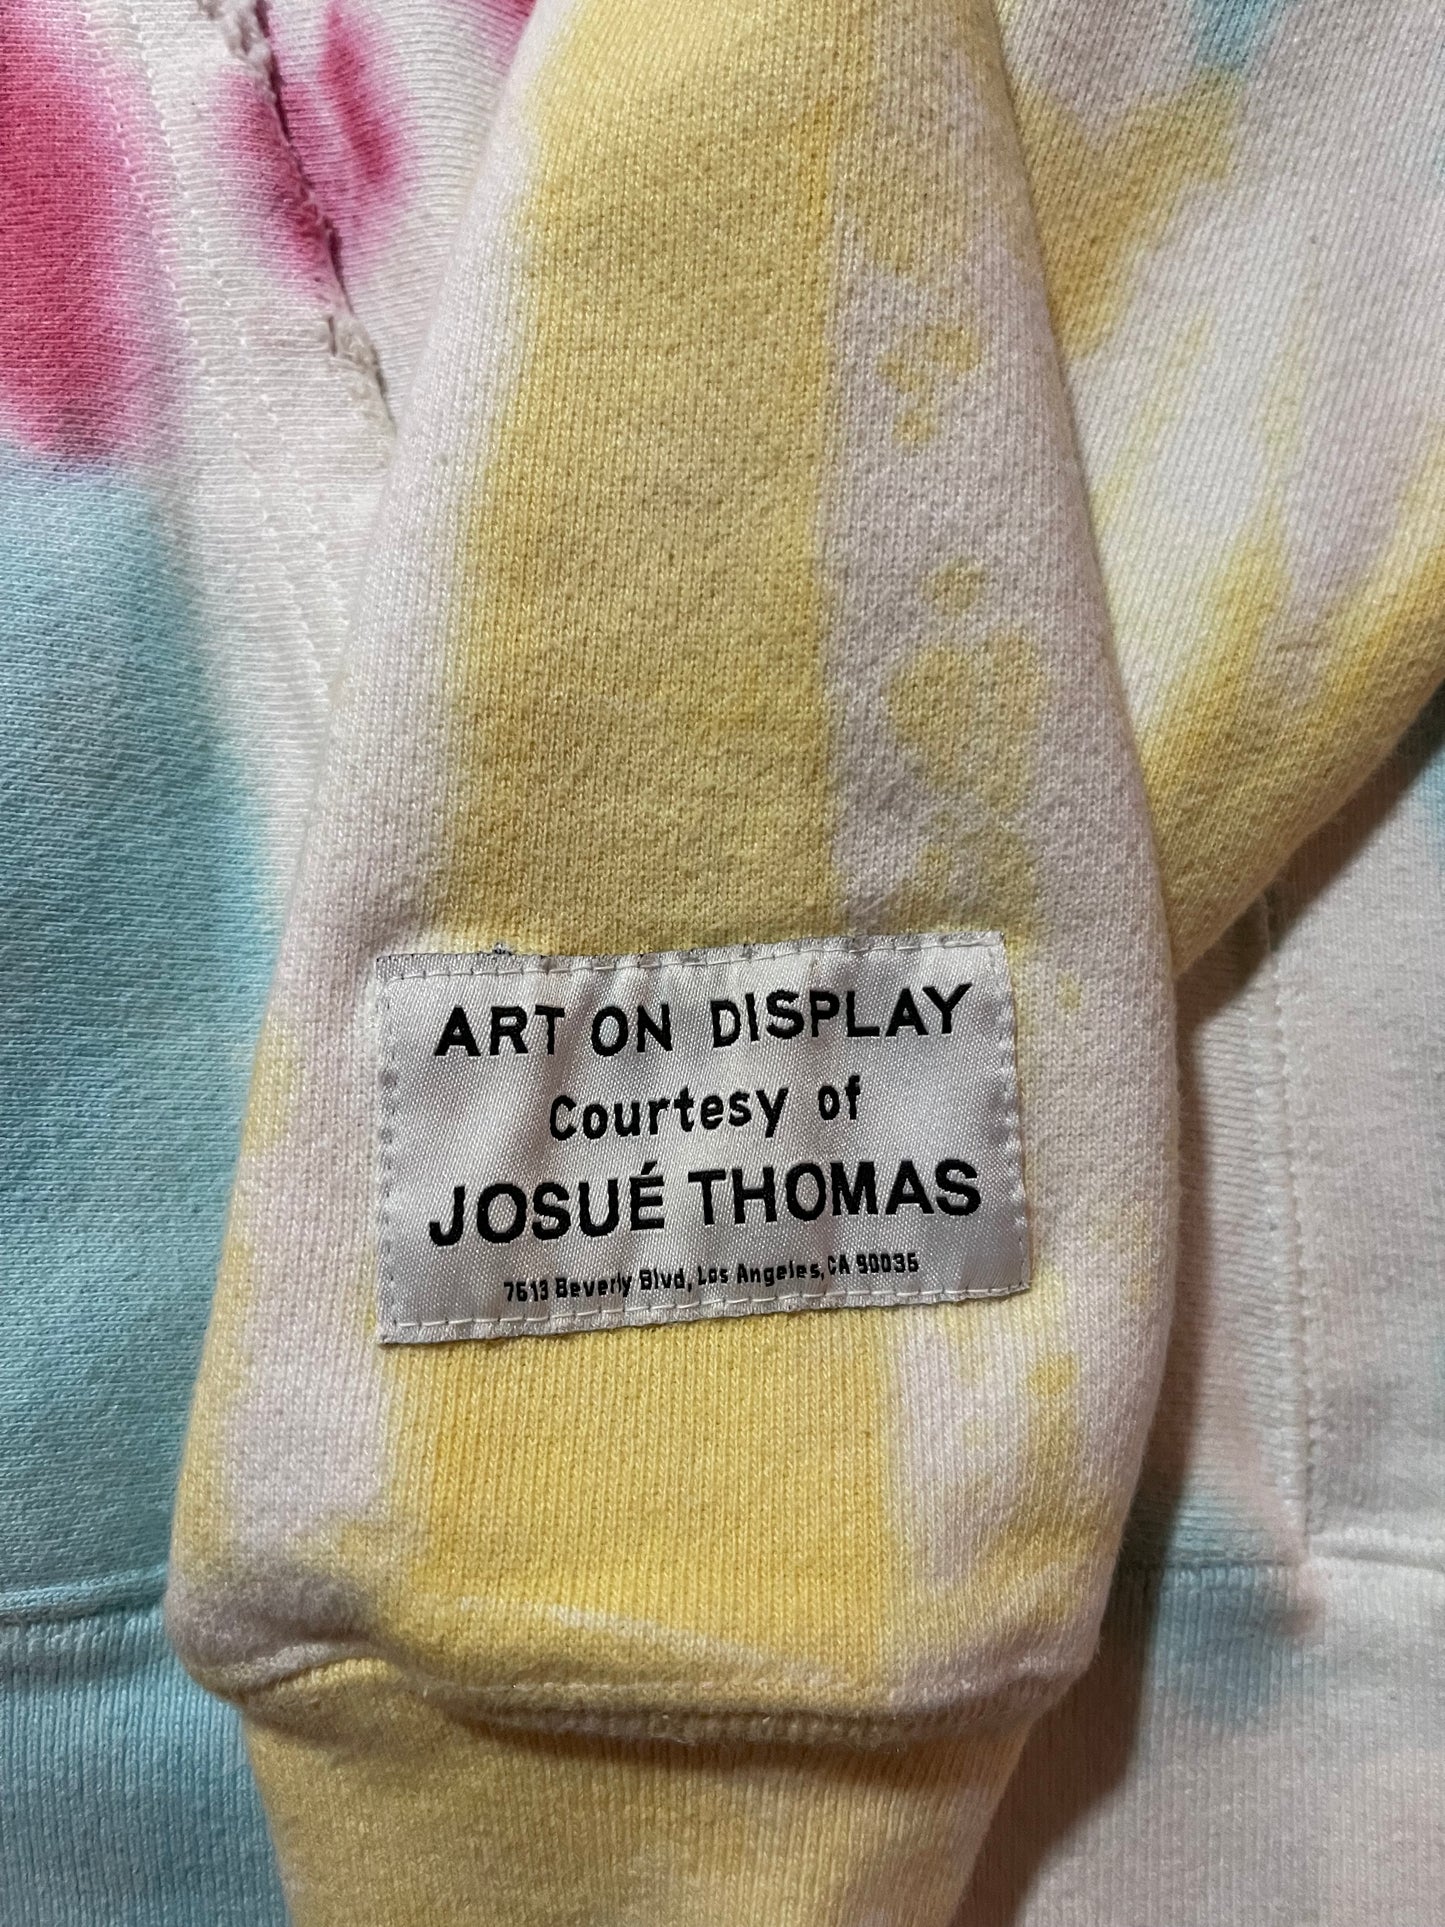 ART ON DISPLAY
Courtesy of
JOSUÉ THOMAS
7613 Beverly Blvd, Los Angeles, CA 90036